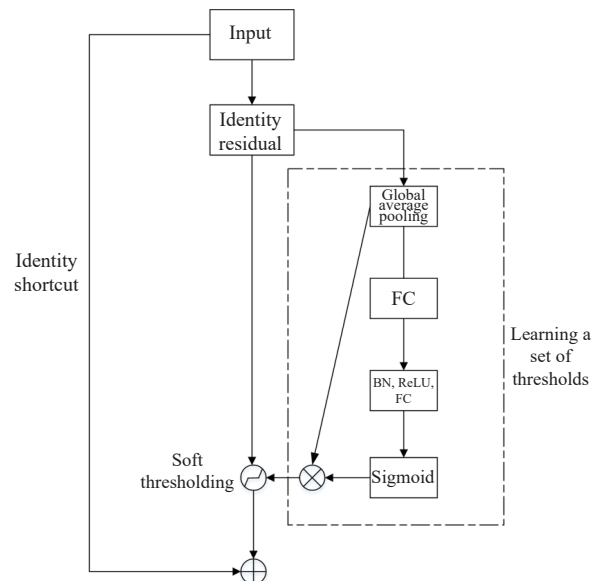 Input
Identity
residual
Global
average
pooling
Identity
shortcut
FC
Learning a
set of
thresholds
BN, ReLU,
FC
Soft
thresholding
Sigmoid